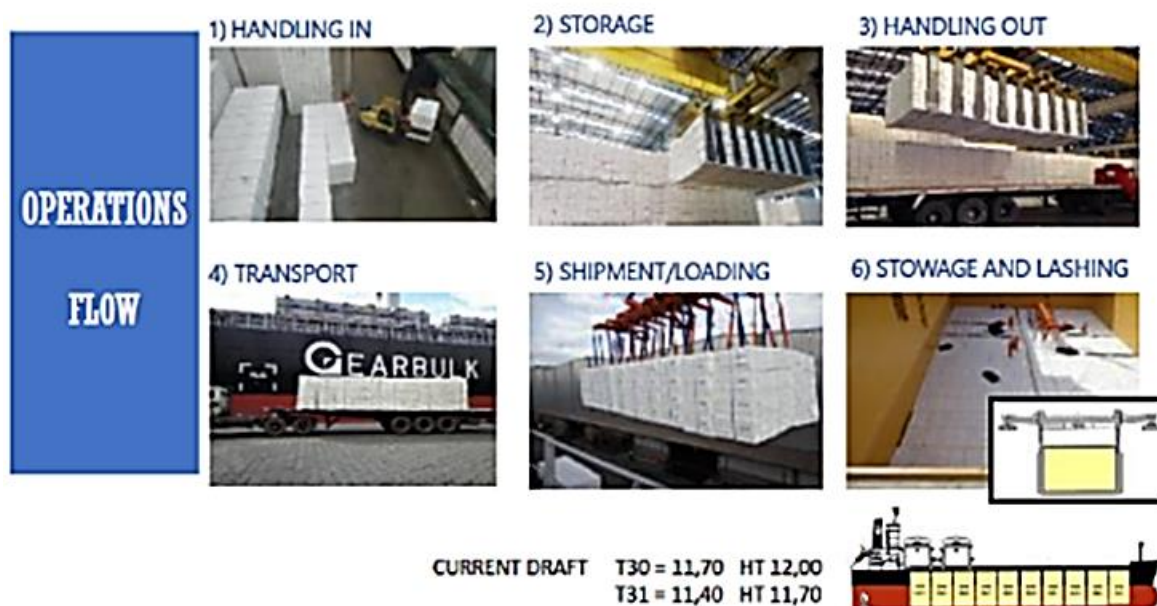 OPERATIONS
FLOW
1) HANDLING IN
2) STORAGE
3) HANDLING OUT
4) TRANSPORT
5) SHIPMENT/LOADING
6) STOWAGE AND LASHING
GEARBULK
CURRENT DRAFT T30 = 11,70 HT 12,00
T31 = 11,40 HT 11,70